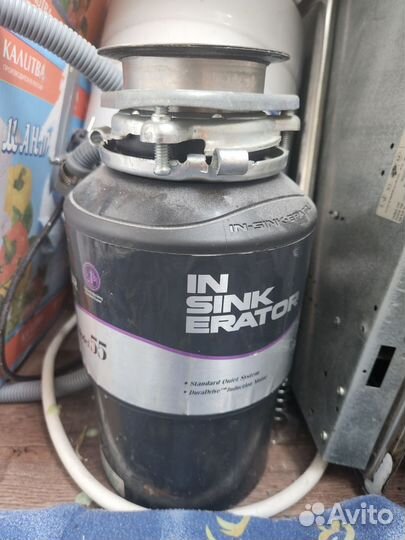 КАЛИТВА
IN-SINK-ERATOR
IN
SINK
ERATOR
55
• Standard Quiet System
• DuraDrive™ Induction Motor
Avito